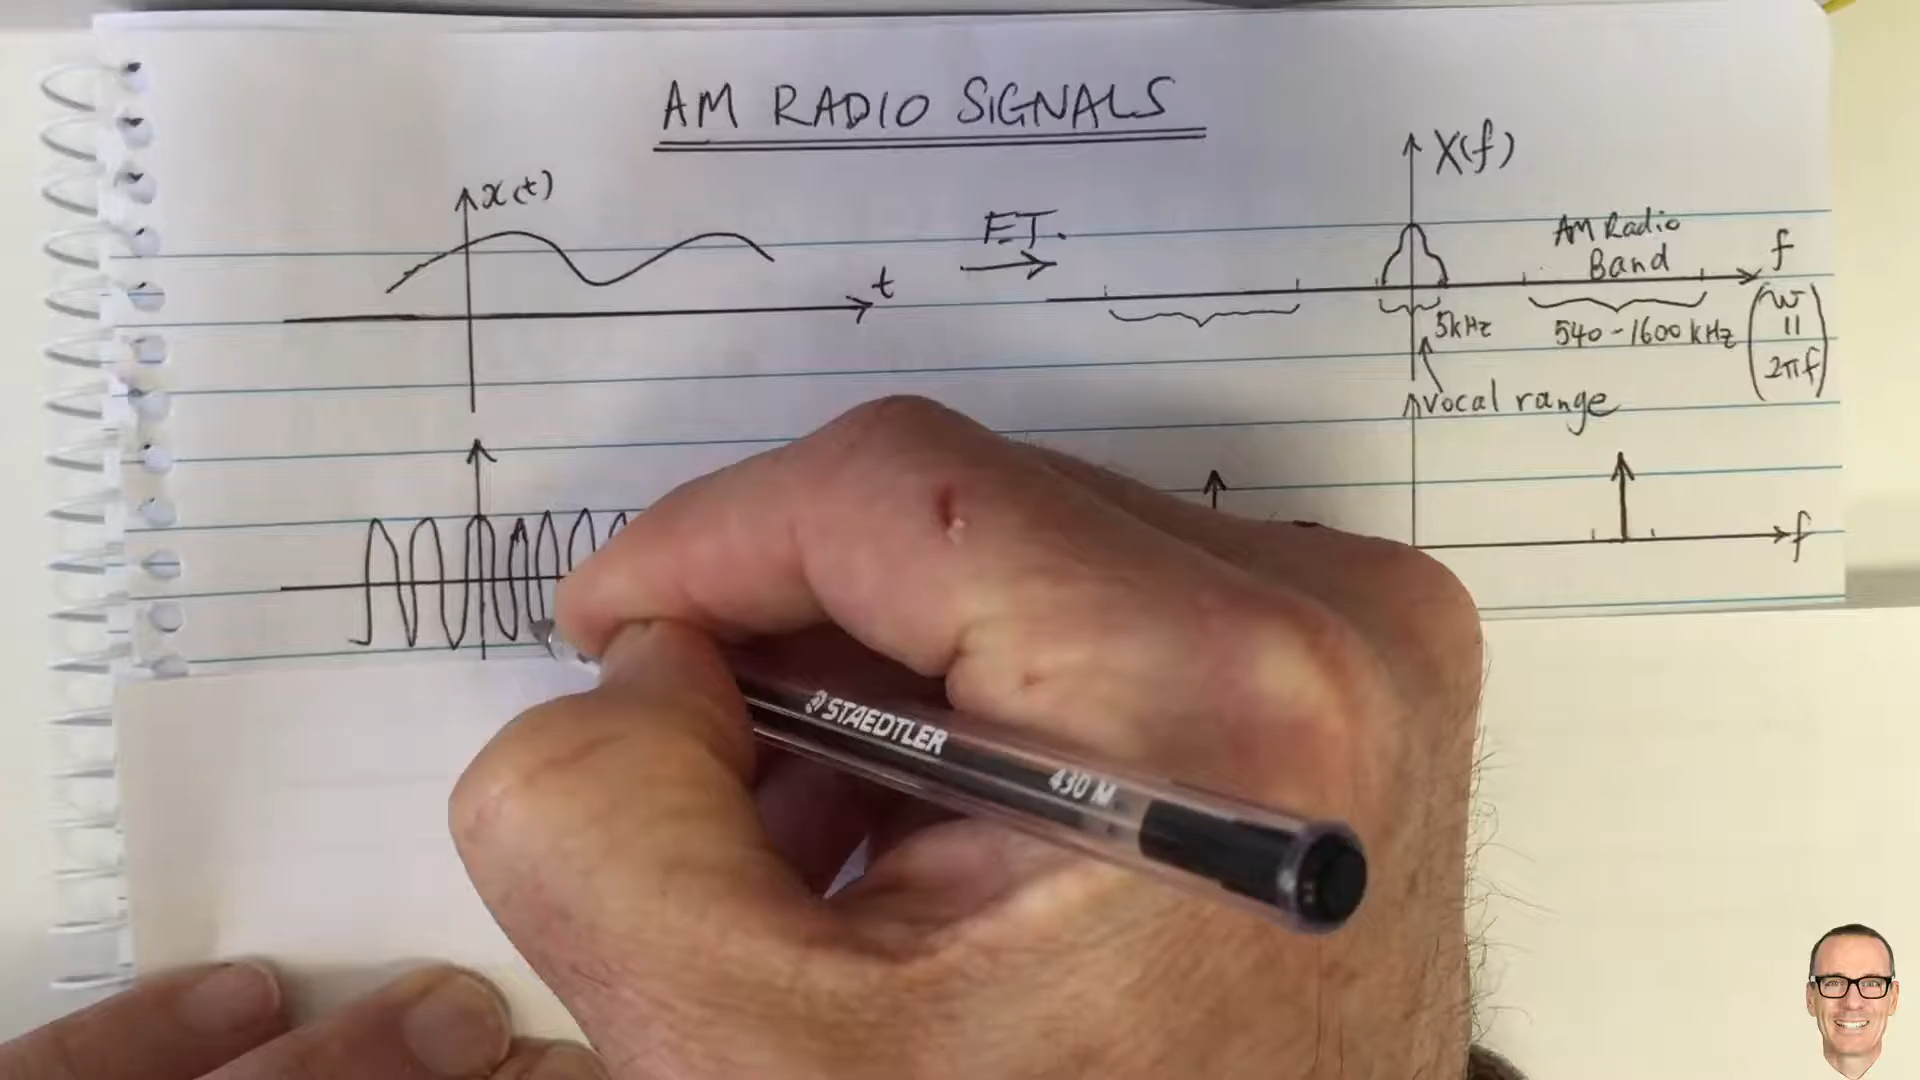 AM RADIO SIGNALS
x(t)
t
F.T.
X(f)
AM Radio
Band
f
5kHz
540-1600 kHz
(w
=
2πf)
Vocal range
f
STAEDTLER
430 M